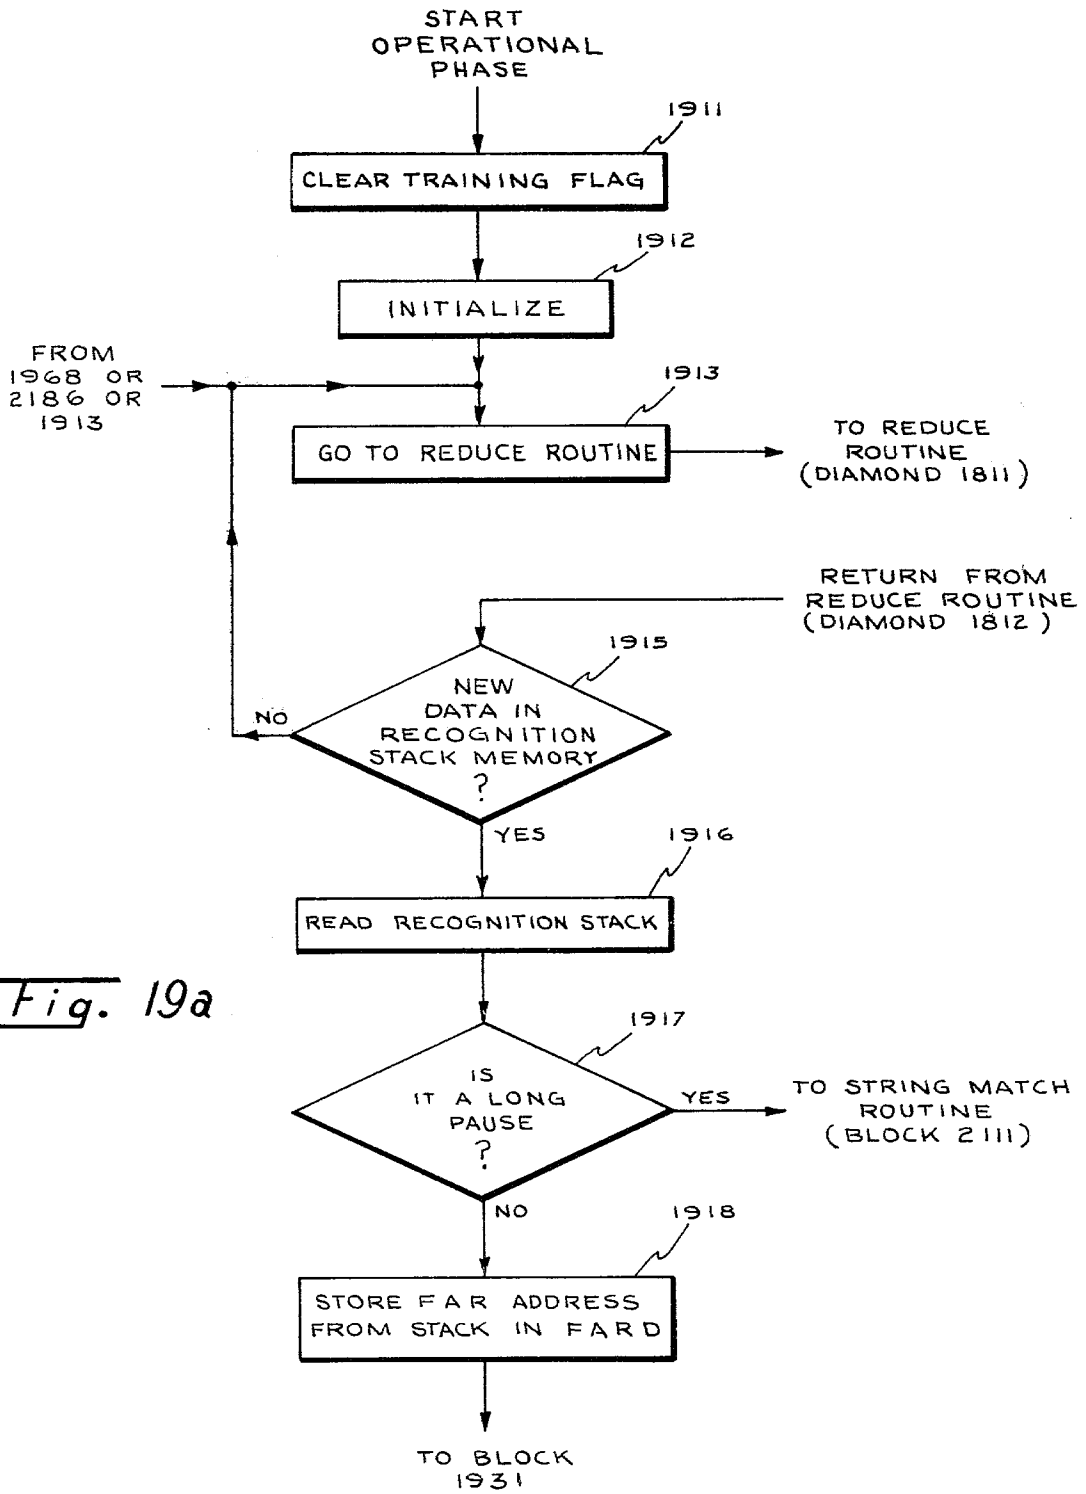 START
OPERATIONAL
PHASE
1911
CLEAR TRAINING FLAG
1912
INITIALIZE
FROM
1968 OR
2186 OR
1913
1913
GO TO REDUCE ROUTINE
TO REDUCE
ROUTINE
(DIAMOND 1811)
RETURN FROM
REDUCE ROUTINE
(DIAMOND 1812)
1915
NEW
DATA IN
RECOGNITION
STACK MEMORY
?
NO
YES
1916
READ RECOGNITION STACK
Fig. 19a
1917
IS
IT A LONG
PAUSE
?
YES
TO STRING MATCH
ROUTINE
(BLOCK 2111)
NO
1918
STORE FAR ADDRESS
FROM STACK IN FARD
TO BLOCK
1931